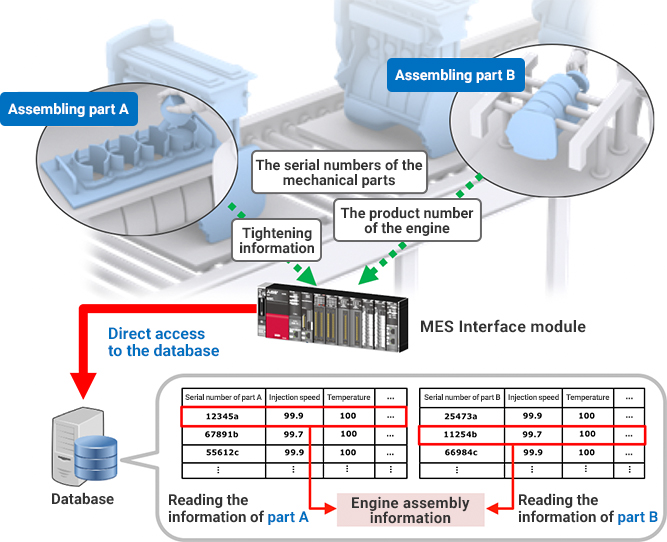 Assembling part B
Assembling part A
The serial numbers of the
mechanical parts
The product number
of the engine
Tightening
information
MES Interface module
Direct access
to the database
Serial number of part A Injection speed Temperature ...
12345a 99.9 100 ...
67891b 99.7 100 ...
55612c 99.9 100 ...
Serial number of part B Injection speed Temperature ...
25473a 99.9 100 ...
11254b 99.7 100 ...
66984c 99.9 100 ...
Database
Reading the
information of part A
Engine assembly
information
Reading the
information of part B